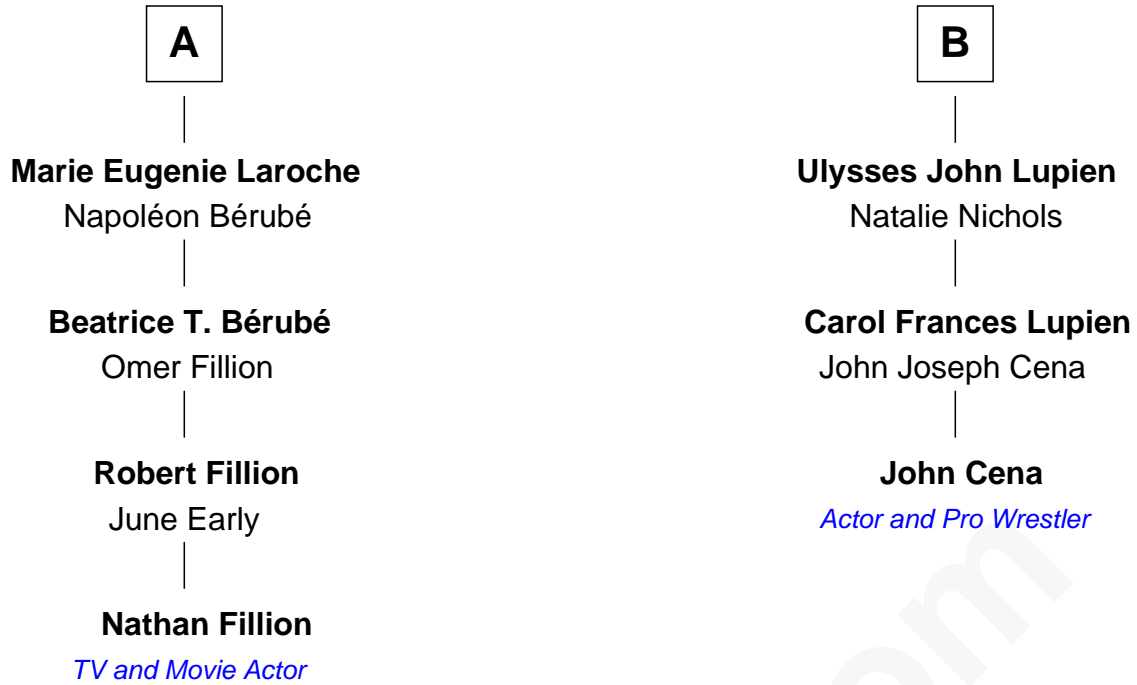 A
Marie Eugenie Laroche
Napoléon Bérubé
Beatrice T. Bérubé
Omer Fillion
Robert Fillion
June Early
Nathan Fillion
TV and Movie Actor
B
Ulysses John Lupien
Natalie Nichols
Carol Frances Lupien
John Joseph Cena
John Cena
Actor and Pro Wrestler
om